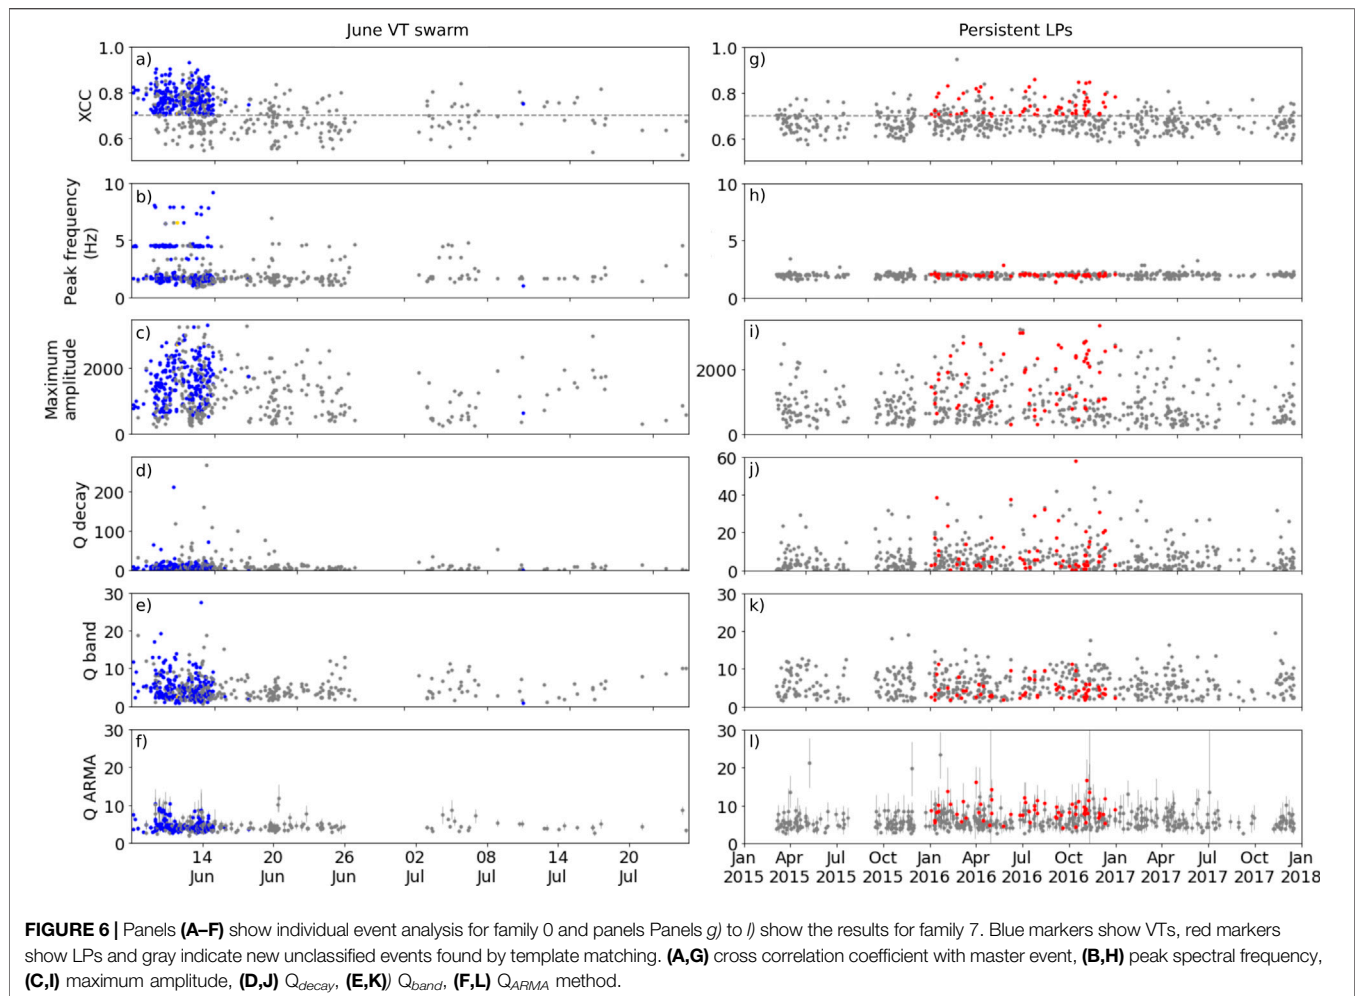 June VT swarm
Persistent LPs
a)
1.0
0.8
0.6
XCC
b)
10
5
0
Peak frequency
(Hz)
c)
2000
0
Maximum
amplitude
d)
200
100
0
Q decay
e)
30
20
10
0
Q band
f)
30
20
10
0
Q ARMA
14 20 26 02 08 14 20
Jun Jun Jun Jul Jul Jul Jul
g)
1.0
0.8
0.6
h)
10
5
0
i)
2000
0
j)
60
40
20
0
k)
30
20
10
0
l)
30
20
10
0
Jan Apr Jul Oct Jan Apr Jul Oct Jan Apr Jul Oct Jan
2015 2015 2015 2015 2016 2016 2016 2016 2017 2017 2017 2017 2018
FIGURE 6 | Panels (A–F) show individual event analysis for family 0 and panels Panels g) to l) show the results for family 7. Blue markers show VTs, red markers
show LPs and gray indicate new unclassified events found by template matching. (A,G) cross correlation coefficient with master event, (B,H) peak spectral frequency,
(C,I) maximum amplitude, (D,J) Qdecay, (E,K)) Qband, (F,L) QARMA method.